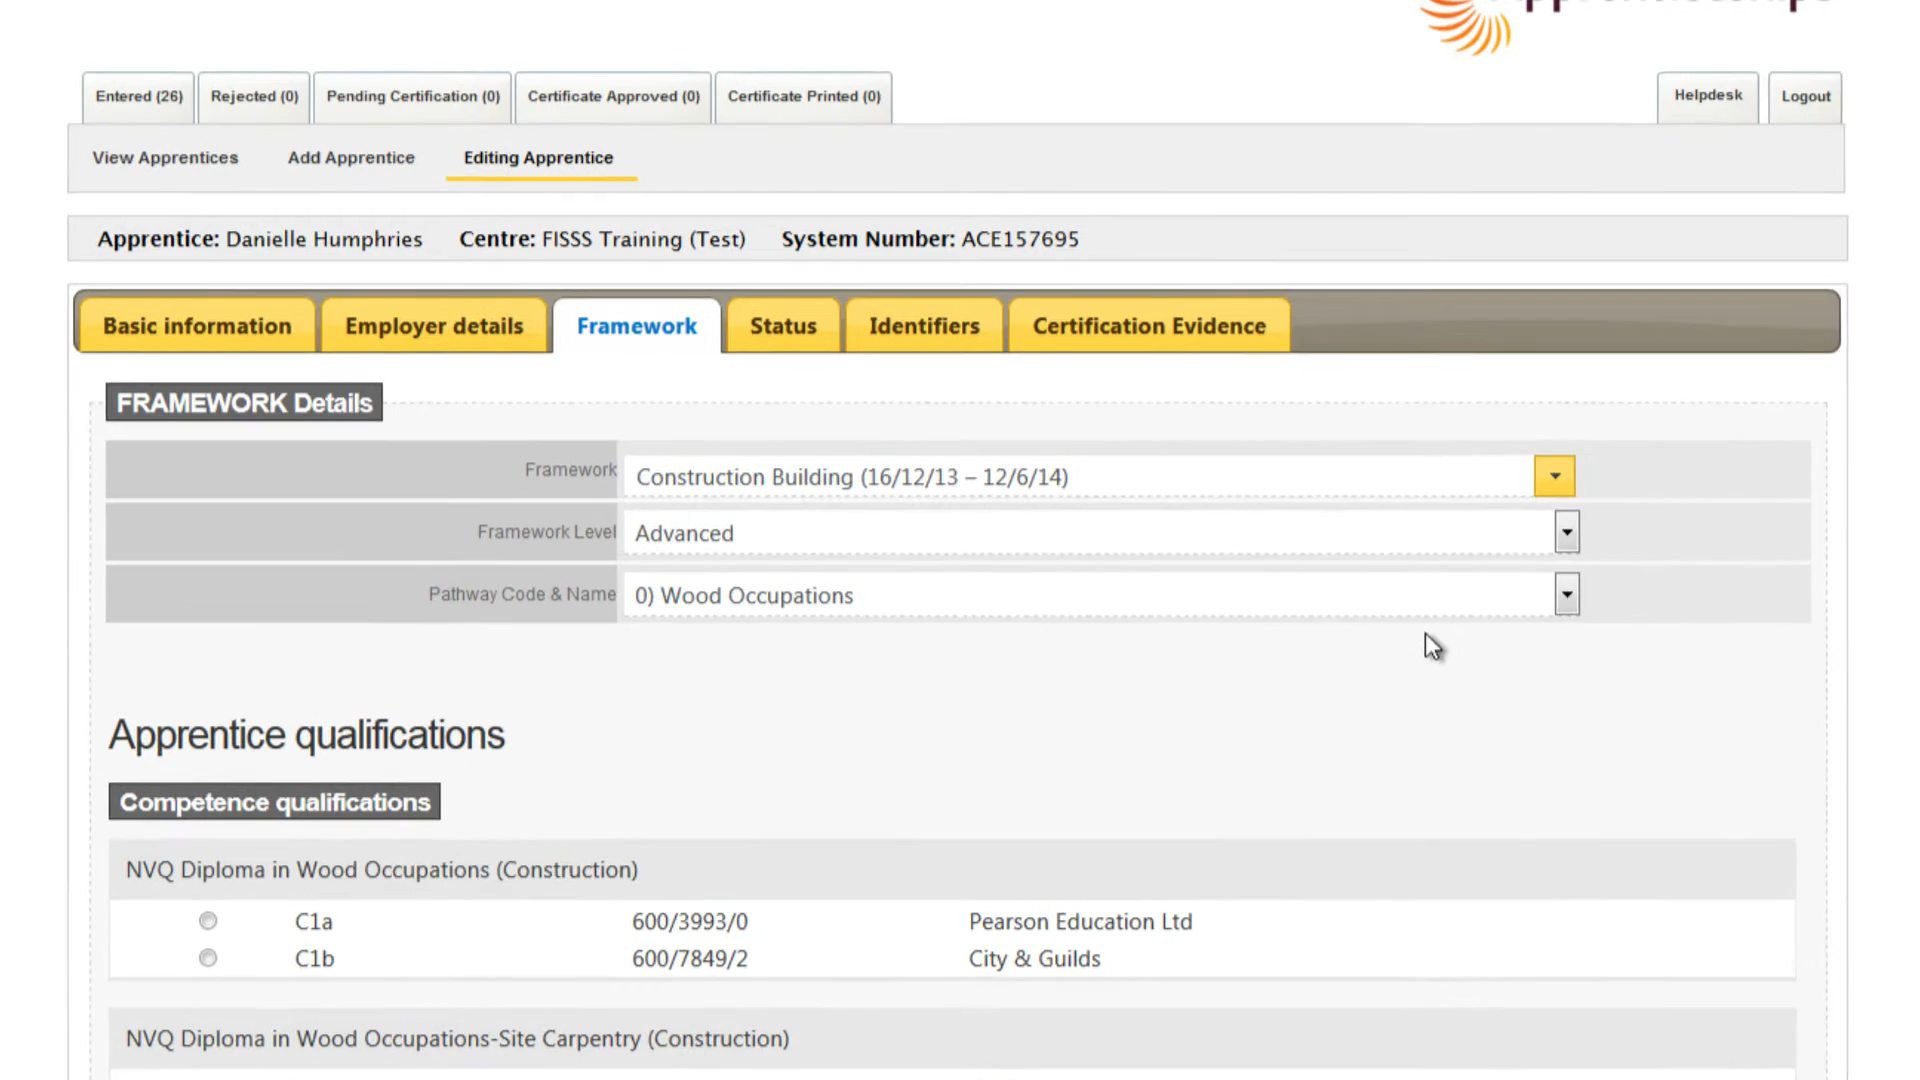 Entered (26) Rejected (0) Pending Certification (0) Certificate Approved (0) Certificate Printed (0) Helpdesk Logout
View Apprentices Add Apprentice Editing Apprentice
Apprentice: Danielle Humphries Centre: FISSS Training (Test) System Number: ACE157695
Basic information Employer details Framework Status Identifiers Certification Evidence
FRAMEWORK Details
Framework Construction Building (16/12/13 – 12/6/14)
Framework Level Advanced
Pathway Code & Name 0) Wood Occupations
Apprentice qualifications
Competence qualifications
NVQ Diploma in Wood Occupations (Construction)
C1a 600/3993/0 Pearson Education Ltd
C1b 600/7849/2 City & Guilds
NVQ Diploma in Wood Occupations-Site Carpentry (Construction)